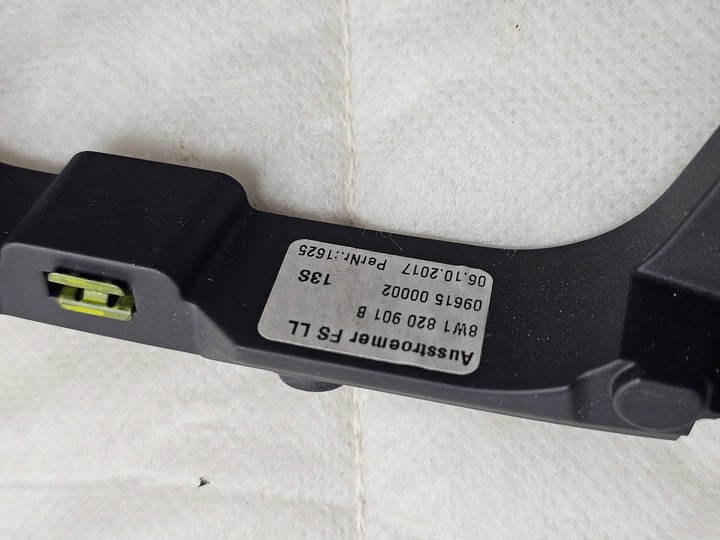 Ausstroemer FS LL
8W1 820 901 B
09615 00002 13S
06.10.2017 PerNr.:1625